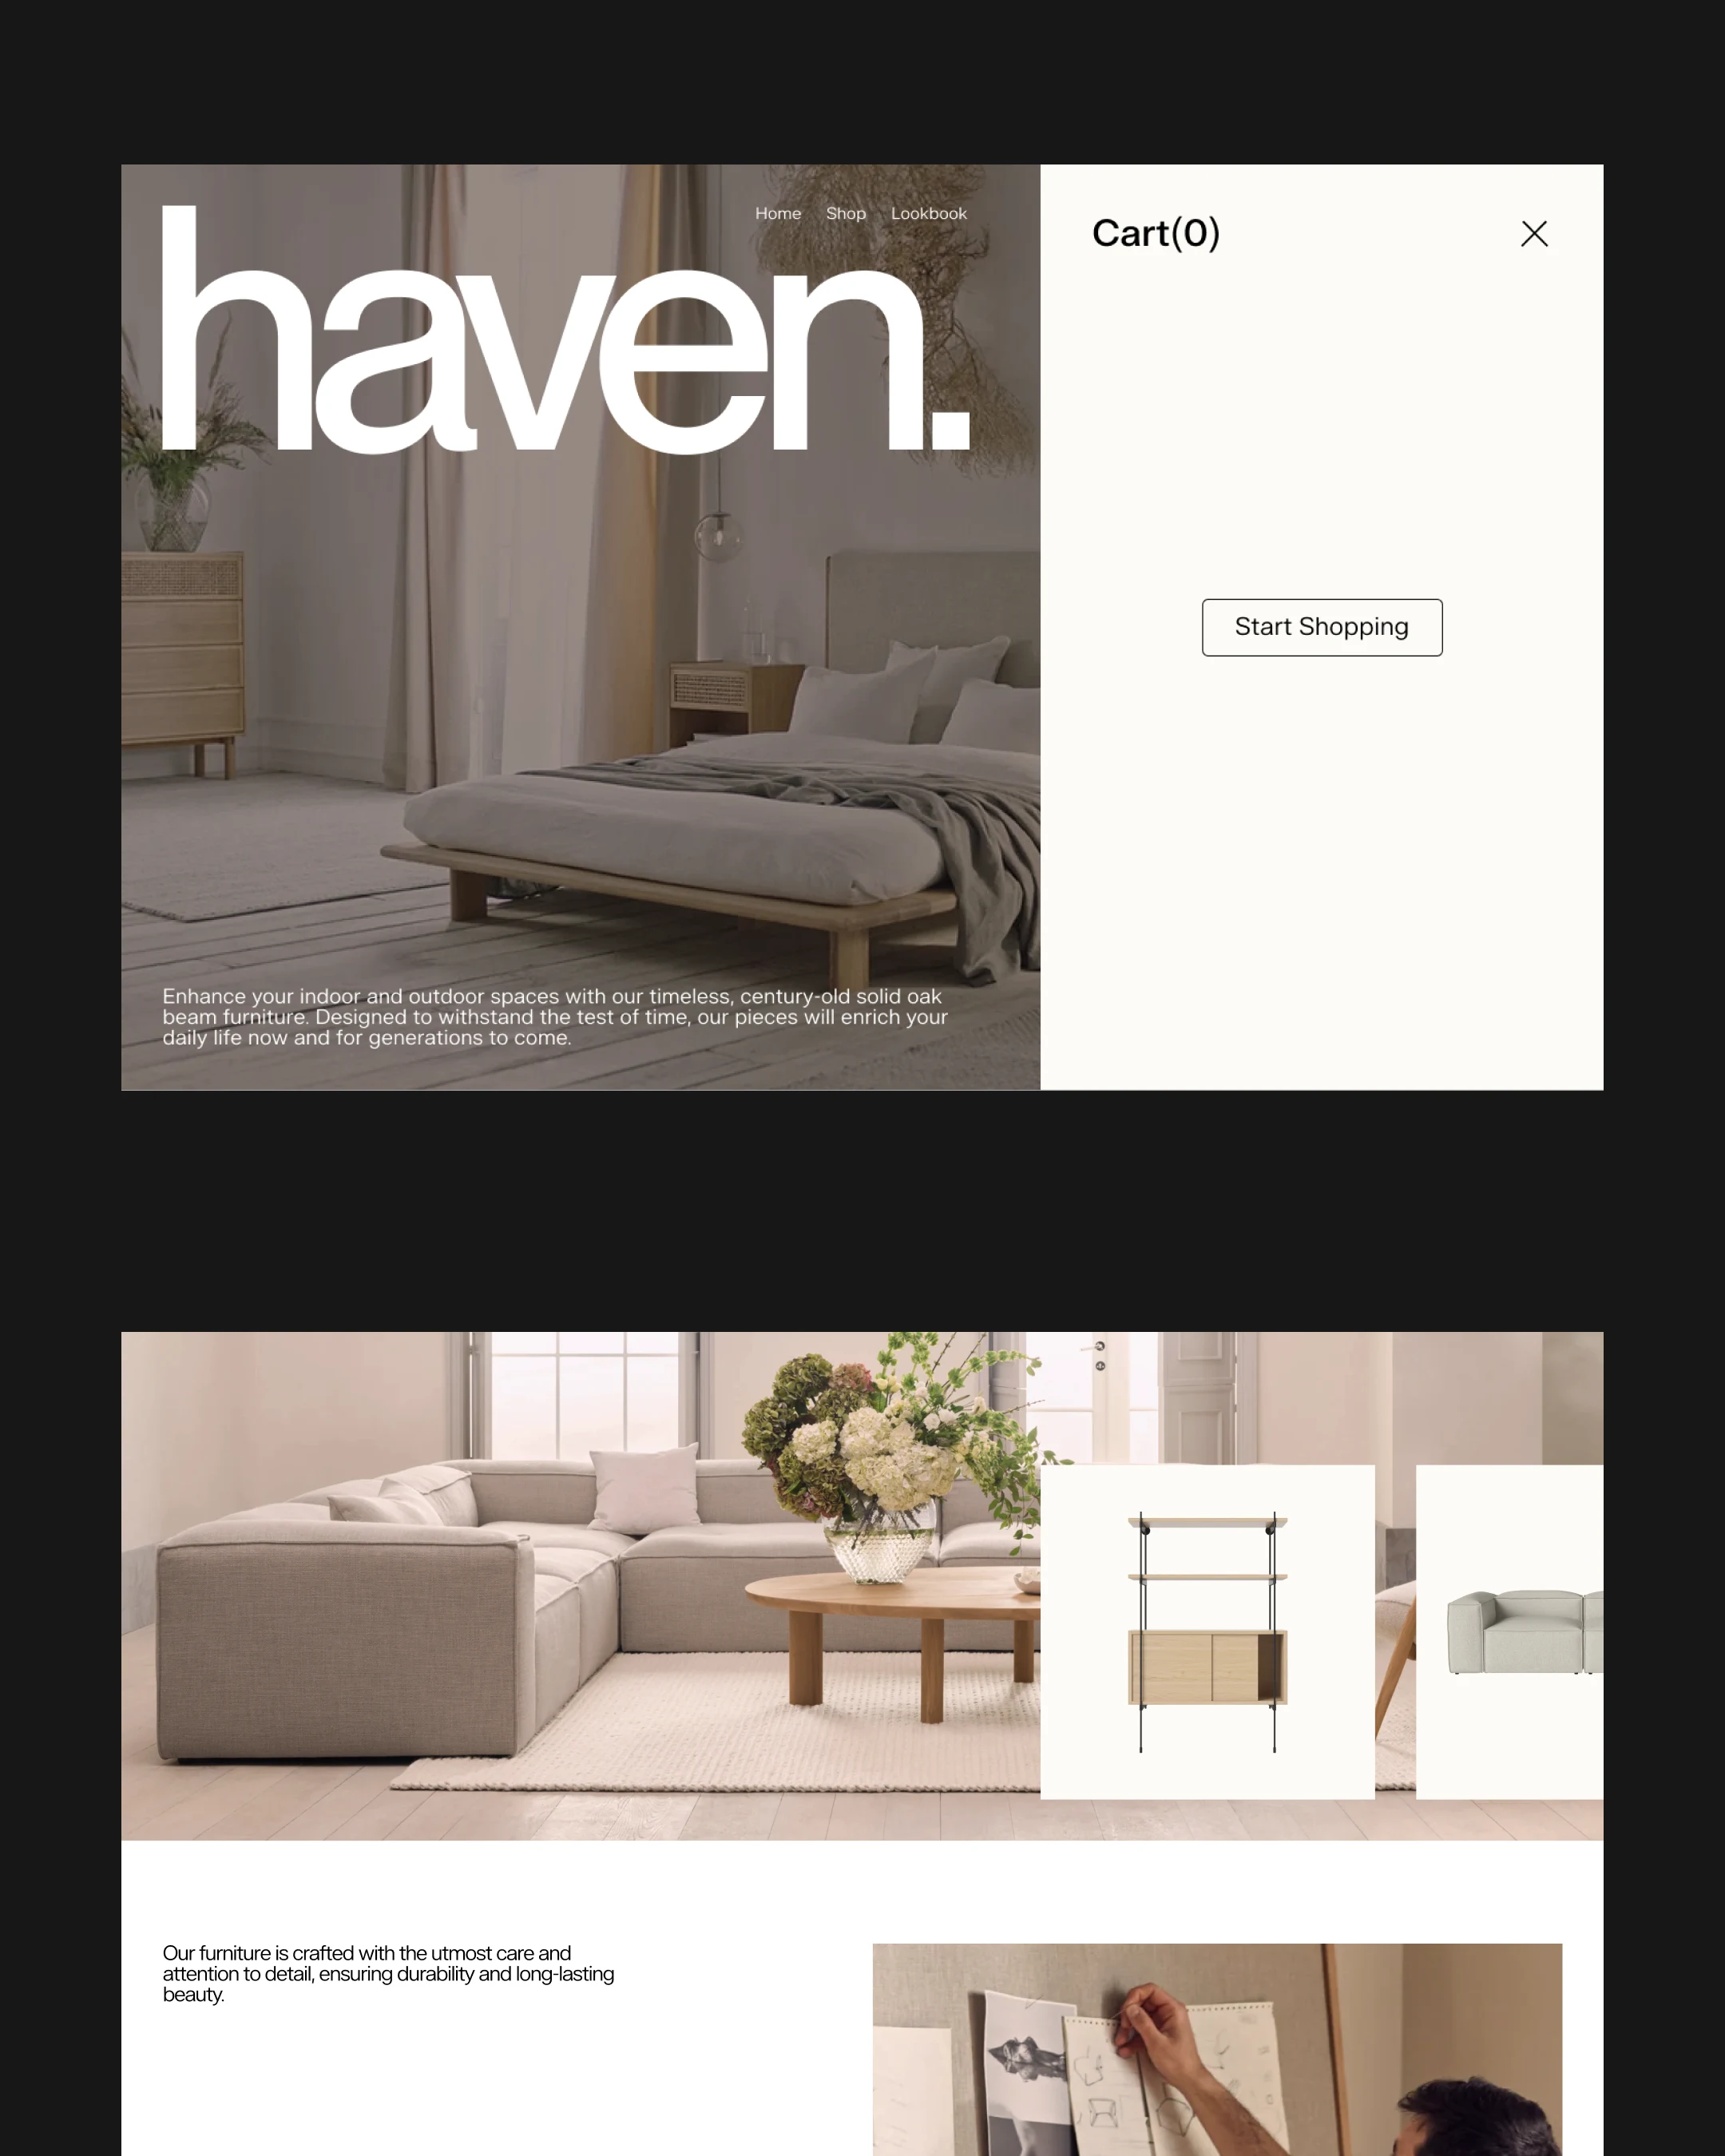 Home Shop Lookbook
haven.
Enhance your indoor and outdoor spaces with our timeless, century-old solid oak
beam furniture. Designed to withstand the test of time, our pieces will enrich your
daily life now and for generations to come.
Cart(0)
Start Shopping
Our furniture is crafted with the utmost care and
attention to detail, ensuring durability and long-lasting
beauty.